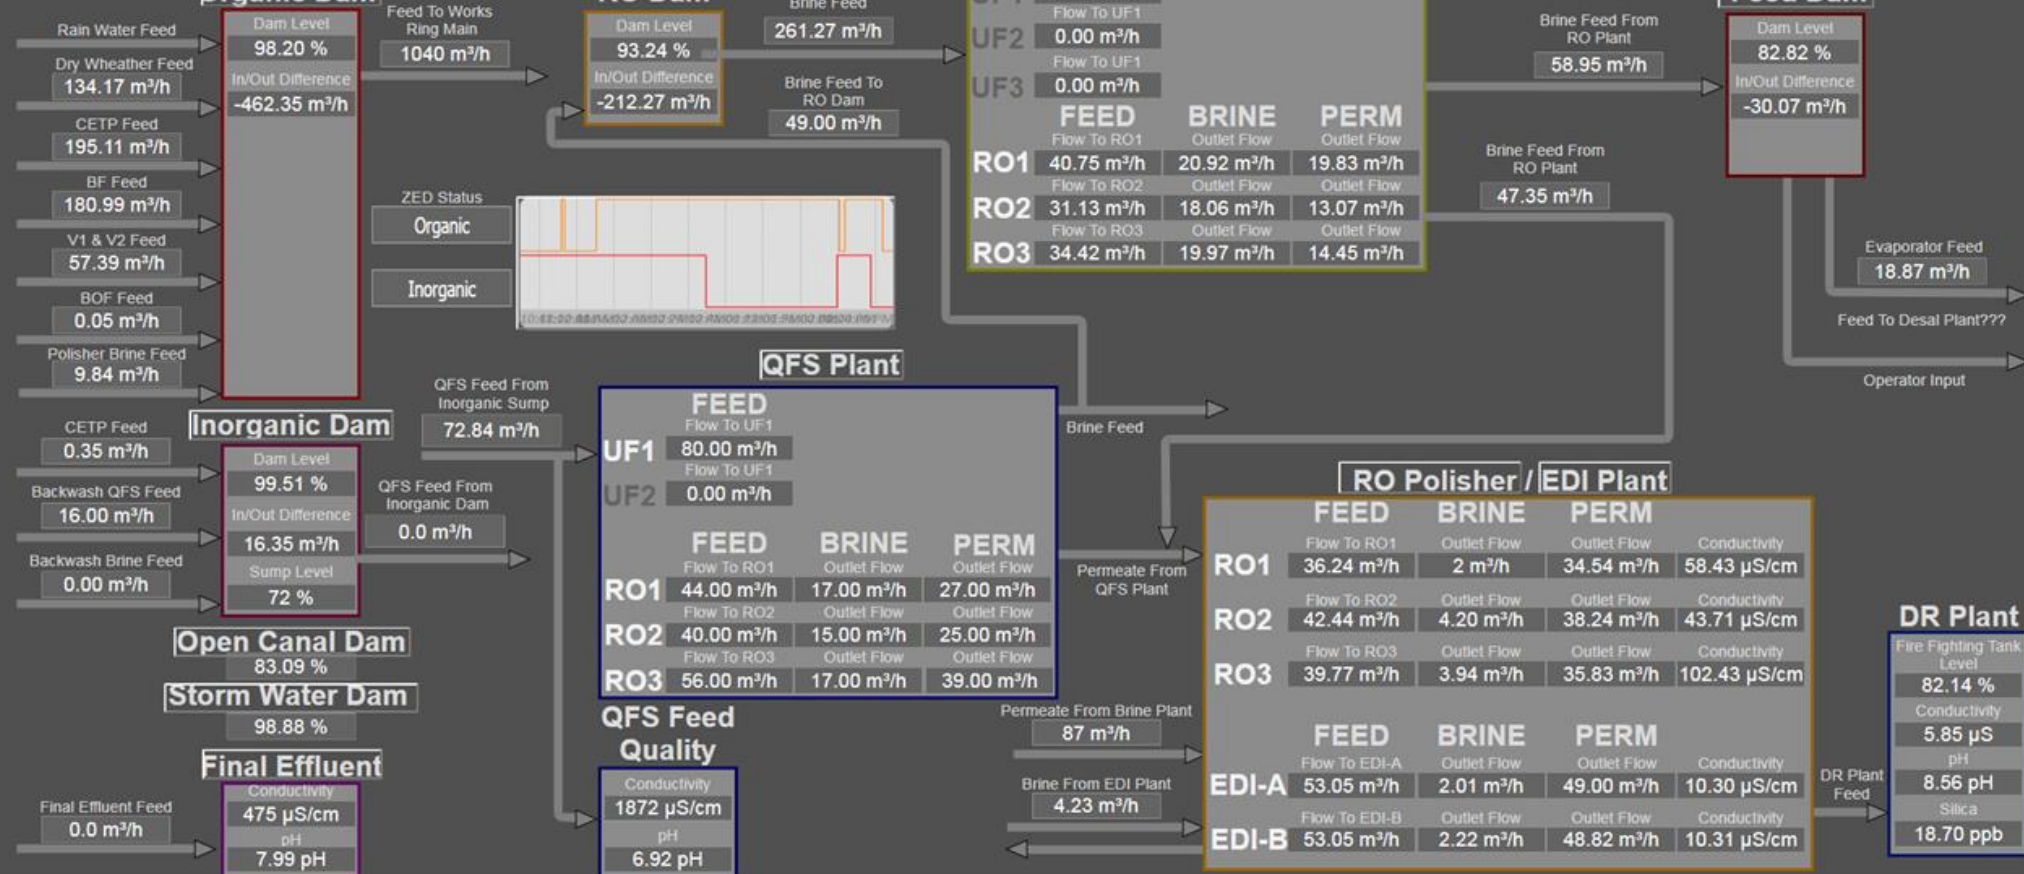 Organic Dam
Rain Water Feed
Dry Wheather Feed
134.17 m³/h
CETP Feed
195.11 m³/h
BF Feed
180.99 m³/h
V1 & V2 Feed
57.39 m³/h
BOF Feed
0.05 m³/h
Polisher Brine Feed
9.84 m³/h
Dam Level
98.20 %
In/Out Difference
-462.35 m³/h
Feed To Works
Ring Main
1040 m³/h
RO Dam
Dam Level
93.24 %
In/Out Difference
-212.27 m³/h
Brine Feed
261.27 m³/h
Brine Feed To
RO Dam
49.00 m³/h
ZED Status
Organic
Inorganic
Flow To UF1
UF2 0.00 m³/h
Flow To UF1
UF3 0.00 m³/h
FEED BRINE PERM
Flow To RO1 Outlet Flow Outlet Flow
RO1 40.75 m³/h 20.92 m³/h 19.83 m³/h
Flow To RO2 Outlet Flow Outlet Flow
RO2 31.13 m³/h 18.06 m³/h 13.07 m³/h
Flow To RO3 Outlet Flow Outlet Flow
RO3 34.42 m³/h 19.97 m³/h 14.45 m³/h
Brine Feed From
RO Plant
58.95 m³/h
Brine Feed From
RO Plant
47.35 m³/h
Feed Dam
Dam Level
82.82 %
In/Out Difference
-30.07 m³/h
Evaporator Feed
18.87 m³/h
Feed To Desal Plant???
Operator Input
Inorganic Dam
CETP Feed
0.35 m³/h
Backwash QFS Feed
16.00 m³/h
Backwash Brine Feed
0.00 m³/h
Dam Level
99.51 %
In/Out Difference
16.35 m³/h
Sump Level
72 %
QFS Feed From
Inorganic Sump
72.84 m³/h
QFS Feed From
Inorganic Dam
0.0 m³/h
QFS Plant
FEED
Flow To UF1
UF1 80.00 m³/h
Flow To UF1
UF2 0.00 m³/h
FEED BRINE PERM
Flow To RO1 Outlet Flow Outlet Flow
RO1 44.00 m³/h 17.00 m³/h 27.00 m³/h
Flow To RO2 Outlet Flow Outlet Flow
RO2 40.00 m³/h 15.00 m³/h 25.00 m³/h
Flow To RO3 Outlet Flow Outlet Flow
RO3 56.00 m³/h 17.00 m³/h 39.00 m³/h
Brine Feed
Permeate From
QFS Plant
Open Canal Dam
83.09 %
Storm Water Dam
98.88 %
Final Effluent
Final Effluent Feed
0.0 m³/h
Conductivity
475 µS/cm
pH
7.99 pH
QFS Feed
Quality
Conductivity
1872 µS/cm
pH
6.92 pH
RO Polisher / EDI Plant
FEED BRINE PERM
Flow To RO1 Outlet Flow Outlet Flow Conductivity
RO1 36.24 m³/h 2 m³/h 34.54 m³/h 58.43 µS/cm
Flow To RO2 Outlet Flow Outlet Flow Conductivity
RO2 42.44 m³/h 4.20 m³/h 38.24 m³/h 43.71 µS/cm
Flow To RO3 Outlet Flow Outlet Flow Conductivity
RO3 39.77 m³/h 3.94 m³/h 35.83 m³/h 102.43 µS/cm
FEED BRINE PERM
Flow To EDI-A Outlet Flow Outlet Flow Conductivity
EDI-A 53.05 m³/h 2.01 m³/h 49.00 m³/h 10.30 µS/cm
Flow To EDI-B Outlet Flow Outlet Flow Conductivity
EDI-B 53.05 m³/h 2.22 m³/h 48.82 m³/h 10.31 µS/cm
Permeate From Brine Plant
87 m³/h
Brine From EDI Plant
4.23 m³/h
DR Plant
Feed
DR Plant
Fire Fighting Tank
Level
82.14 %
Conductivity
5.85 µS
pH
8.56 pH
Silica
18.70 ppb